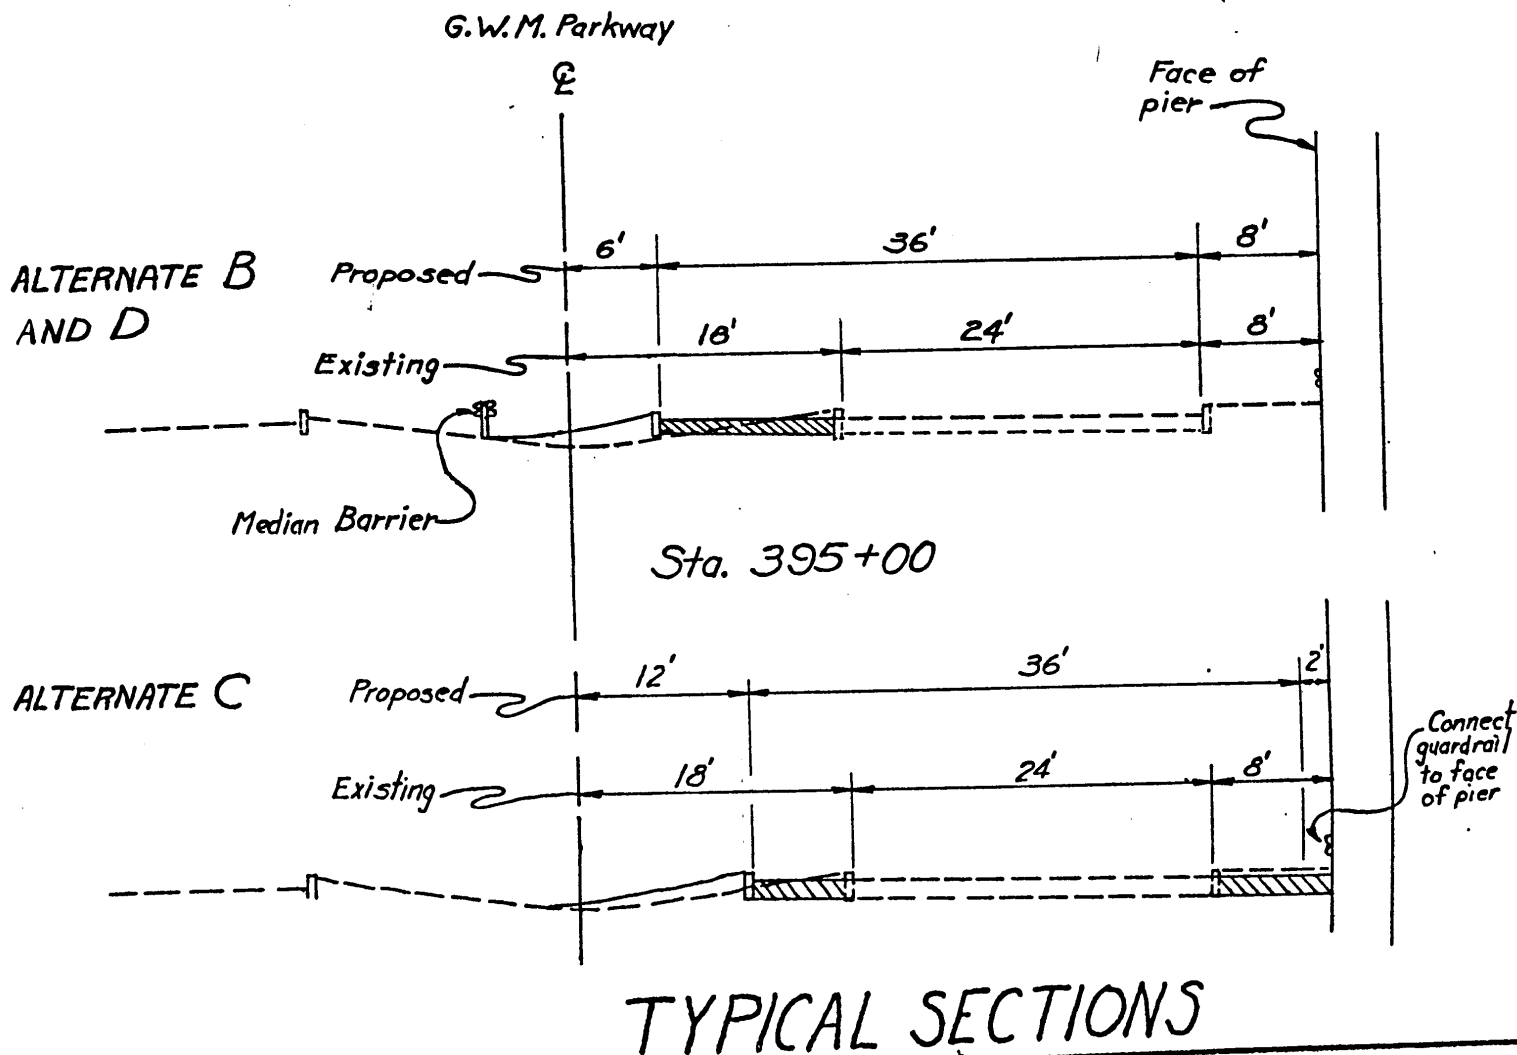 G.W.M. Parkway
℄
Face of
pier
ALTERNATE B
AND D
Proposed
6'
36'
8'
Existing
18'
24'
8'
Median Barrier
Sta. 395+00
ALTERNATE C
Proposed
12'
36'
2'
Existing
18'
24'
8'
Connect
guardrail
to face
of pier
TYPICAL SECTIONS